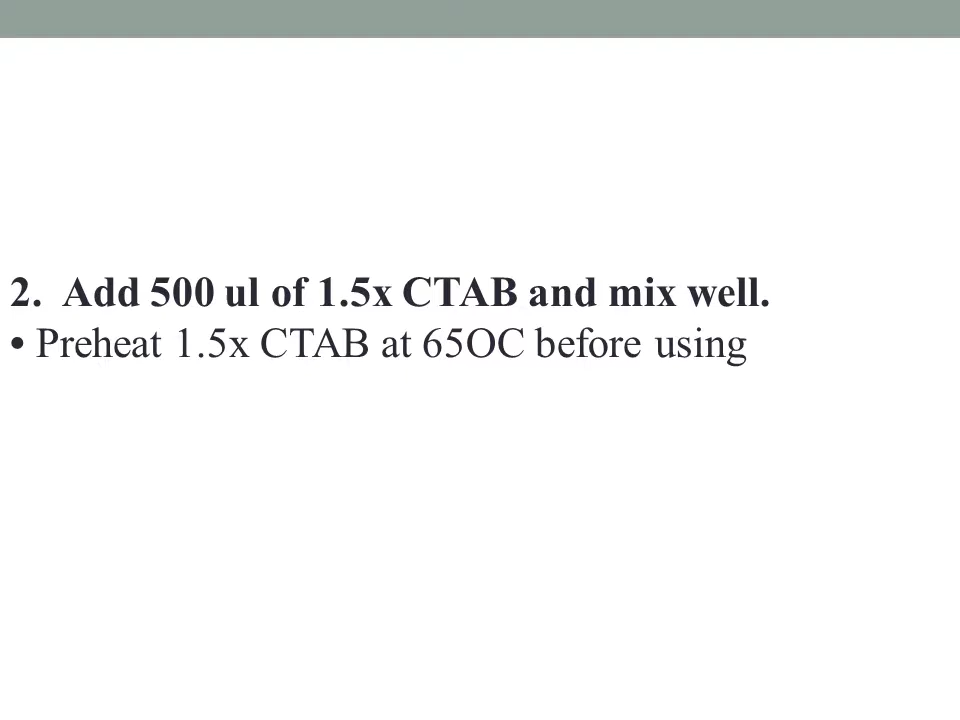 2. Add 500 ul of 1.5x CTAB and mix well.
• Preheat 1.5x CTAB at 65OC before using